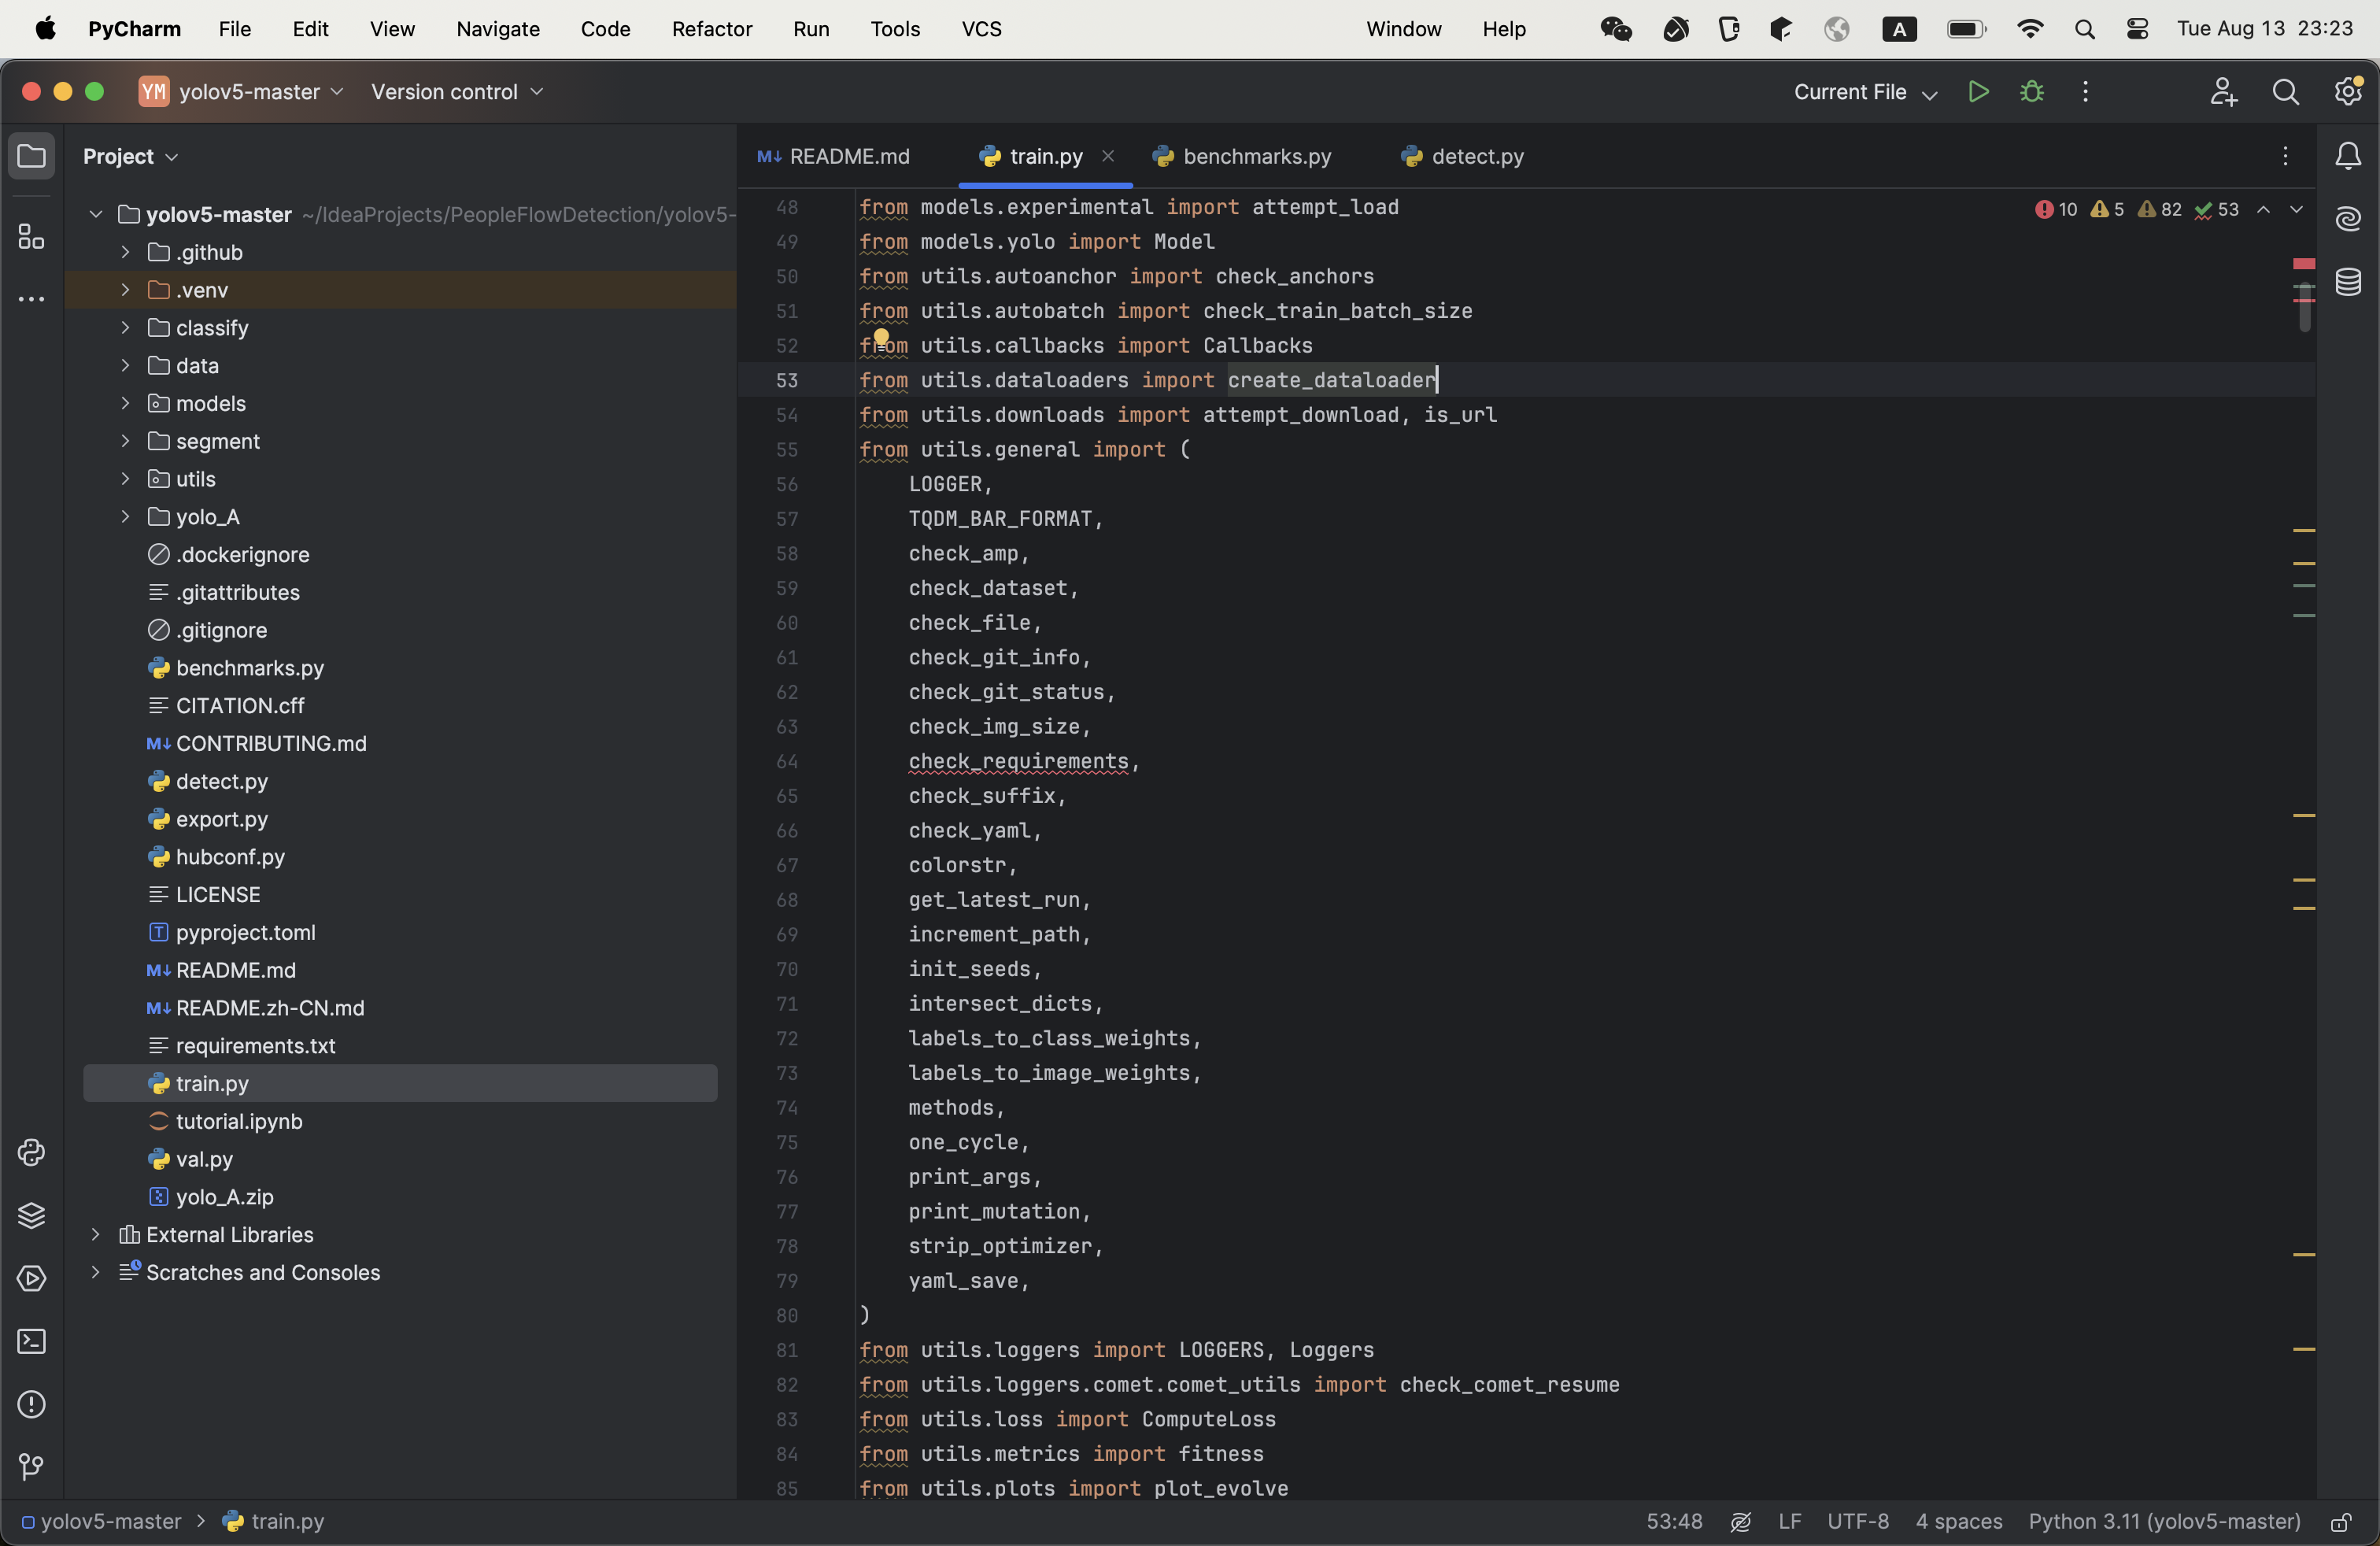 PyCharm File Edit View Navigate Code Refactor Run Tools VCS Window Help A Tue Aug 13 23:23
YM yolov5-master Version control Current File
Project
README.md train.py benchmarks.py detect.py
yolov5-master ~/IdeaProjects/PeopleFlowDetection/yolov5-
.github
.venv
classify
data
models
segment
utils
yolo_A
.dockerignore
.gitattributes
.gitignore
benchmarks.py
CITATION.cff
M↓ CONTRIBUTING.md
detect.py
export.py
hubconf.py
LICENSE
T pyproject.toml
M↓ README.md
M↓ README.zh-CN.md
requirements.txt
train.py
tutorial.ipynb
val.py
yolo_A.zip
External Libraries
Scratches and Consoles
10 5 82 53
48 from models.experimental import attempt_load
49 from models.yolo import Model
50 from utils.autoanchor import check_anchors
51 from utils.autobatch import check_train_batch_size
52 from utils.callbacks import Callbacks
53 from utils.dataloaders import create_dataloader
54 from utils.downloads import attempt_download, is_url
55 from utils.general import (
56 LOGGER,
57 TQDM_BAR_FORMAT,
58 check_amp,
59 check_dataset,
60 check_file,
61 check_git_info,
62 check_git_status,
63 check_img_size,
64 check_requirements,
65 check_suffix,
66 check_yaml,
67 colorstr,
68 get_latest_run,
69 increment_path,
70 init_seeds,
71 intersect_dicts,
72 labels_to_class_weights,
73 labels_to_image_weights,
74 methods,
75 one_cycle,
76 print_args,
77 print_mutation,
78 strip_optimizer,
79 yaml_save,
80 )
81 from utils.loggers import LOGGERS, Loggers
82 from utils.loggers.comet.comet_utils import check_comet_resume
83 from utils.loss import ComputeLoss
84 from utils.metrics import fitness
85 from utils.plots import plot_evolve
yolov5-master > train.py 53:48 LF UTF-8 4 spaces Python 3.11 (yolov5-master)